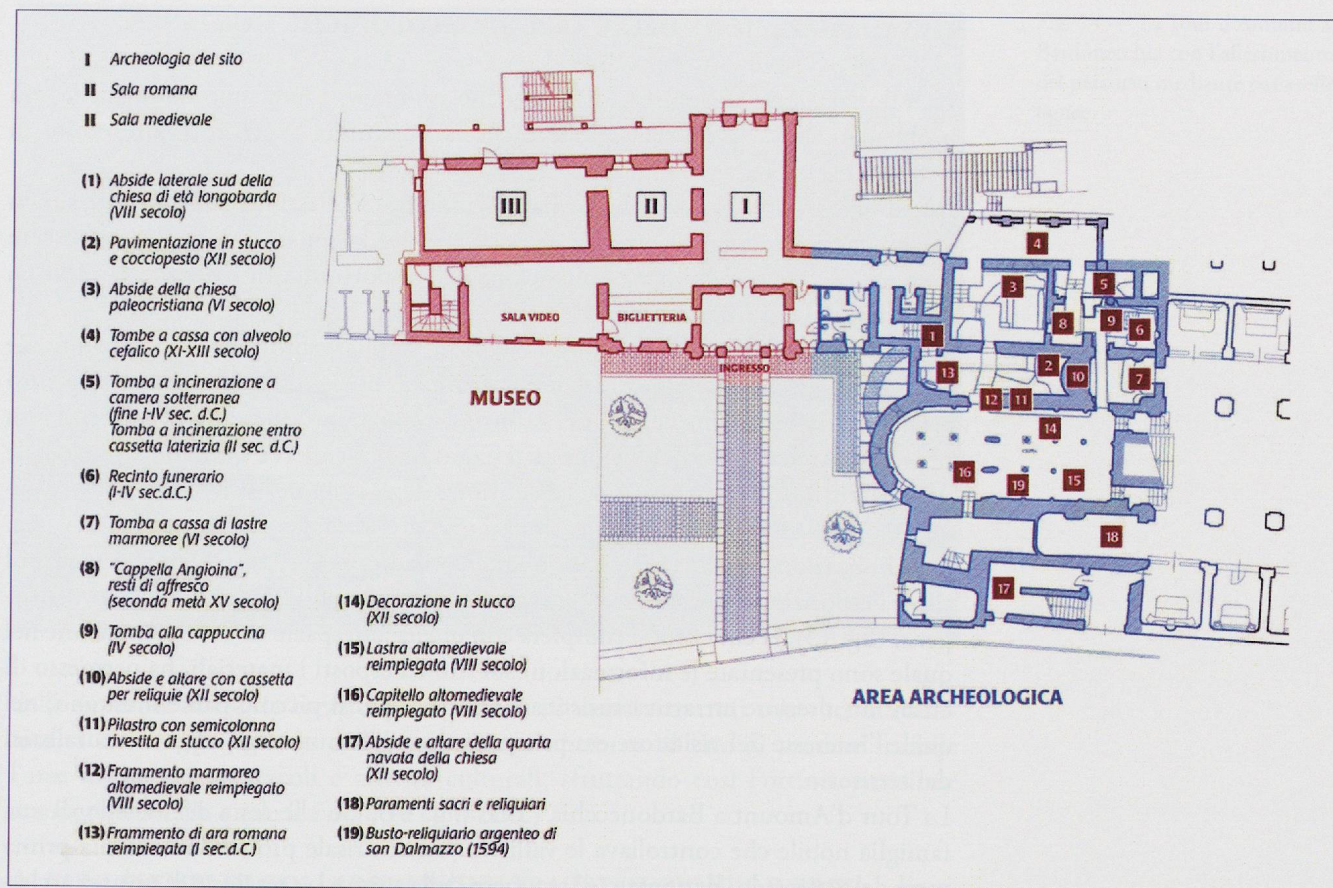 I Archeologia del sito
II Sala romana
II Sala medievale
(1) Abside laterale sud della
chiesa di età longobarda
(VIII secolo)
(2) Pavimentazione in stucco
e cocciopesto (XII secolo)
(3) Abside della chiesa
paleocristiana (VI secolo)
(4) Tombe a cassa con alveolo
cefalico (XI-XIII secolo)
(5) Tomba a incinerazione a
camera sotterranea
(fine I-IV sec. d.C.)
Tomba a incinerazione entro
cassetta laterizia (II sec. d.C.)
(6) Recinto funerario
(I-IV sec.d.C.)
(7) Tomba a cassa di lastre
marmoree (VI secolo)
(8) "Cappella Angioina",
resti di affresco
(seconda metà XV secolo)
(9) Tomba alla cappuccina
(IV secolo)
(10) Abside e altare con cassetta
per reliquie (XII secolo)
(11) Pilastro con semicolonna
rivestita di stucco (XII secolo)
(12) Frammento marmoreo
altomedievale reimpiegato
(VIII secolo)
(13) Frammento di ara romana
reimpiegata (I sec.d.C.)
(14) Decorazione in stucco
(XII secolo)
(15) Lastra altomedievale
reimpiegata (VIII secolo)
(16) Capitello altomedievale
reimpiegato (VIII secolo)
(17) Abside e altare della quarta
navata della chiesa
(XII secolo)
(18) Paramenti sacri e reliquiari
(19) Busto-reliquiario argenteo di
san Dalmazzo (1594)
III
II
I
SALA VIDEO
BIGLIETTERIA
INGRESSO
MUSEO
4
3
5
8
9
6
1
13
2
10
7
12
11
14
16
19
15
18
17
AREA ARCHEOLOGICA